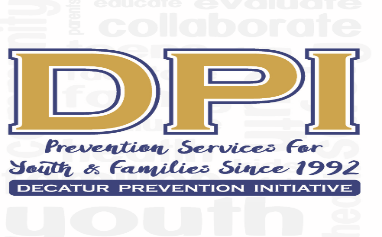 educate evaluate
collaborate
DPI
Prevention Services For
Youth & Families Since 1992
DECATUR PREVENTION INITIATIVE
youth